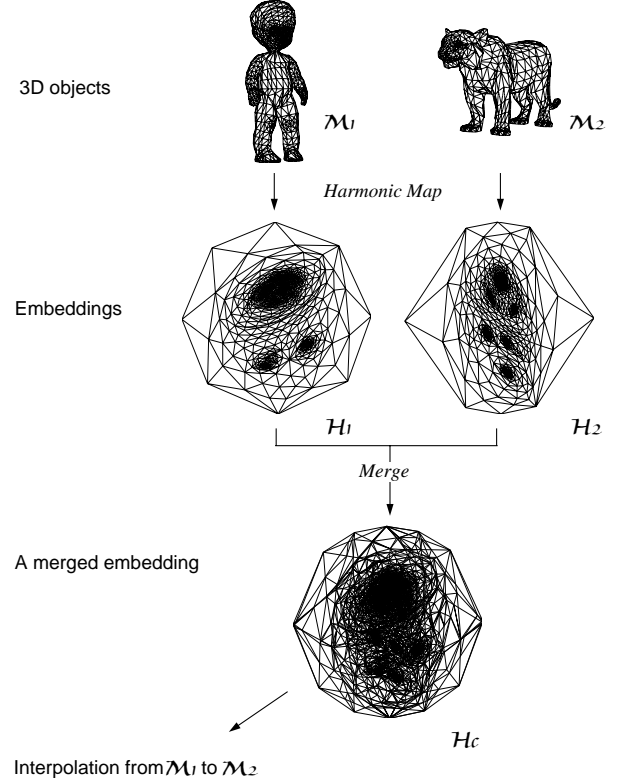 3D objects
M1
M2
Harmonic Map
Embeddings
H1
H2
Merge
A merged embedding
Hc
Interpolation from M1 to M2